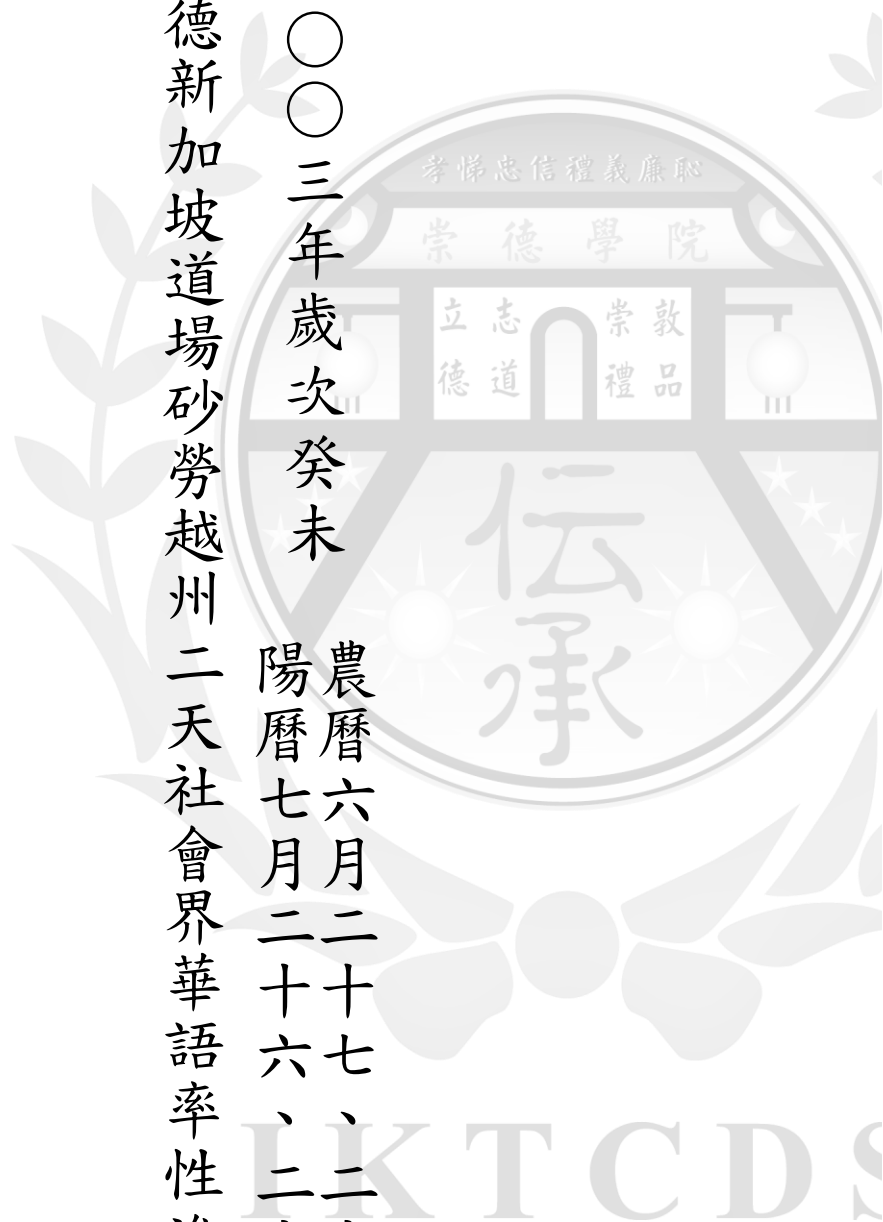 〇〇三年歲次癸未
農曆六月二十七、二
陽曆七月二十六、二
德新加坡道場砂勞越州二天社會界華語率性
孝悌忠信禮義廉恥
崇德學院
立志 崇敦
德道 禮品
伝承
IKTCDS